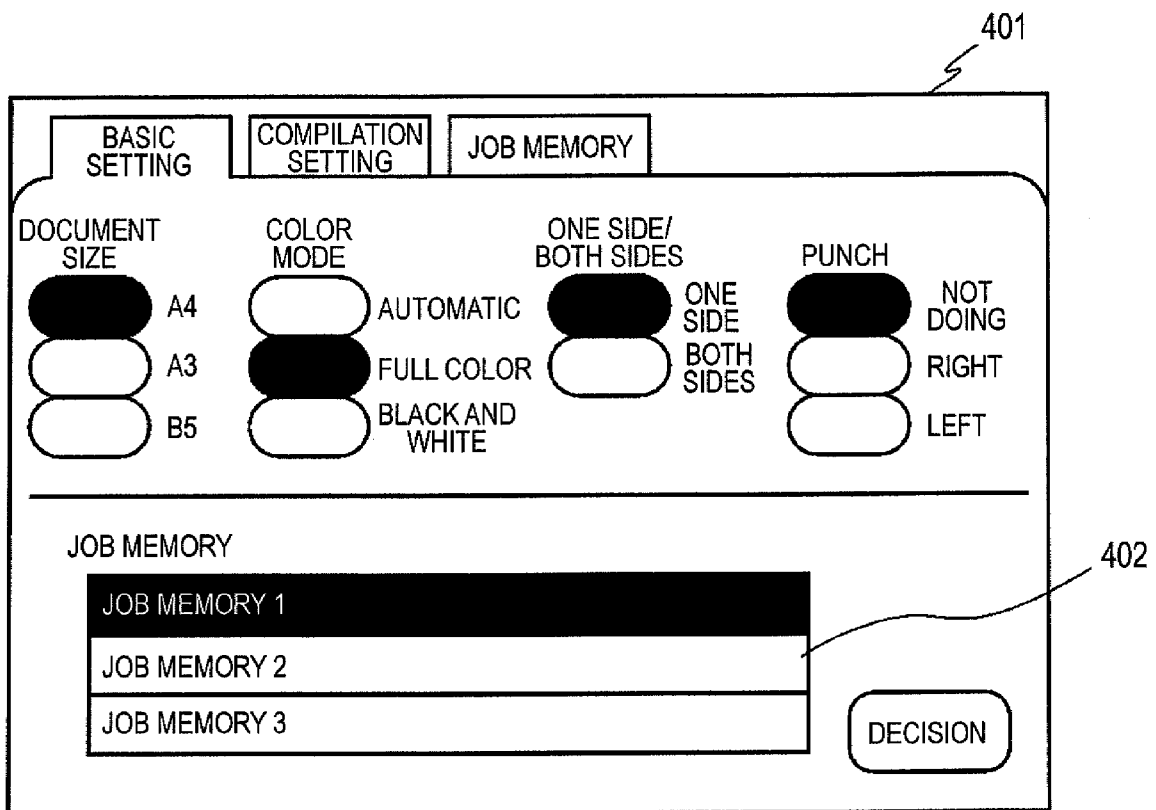 401
BASIC
SETTING
COMPILATION
SETTING
JOB MEMORY
DOCUMENT
SIZE
A4
A3
B5
COLOR
MODE
AUTOMATIC
FULL COLOR
BLACK AND
WHITE
ONE SIDE/
BOTH SIDES
ONE
SIDE
BOTH
SIDES
PUNCH
NOT
DOING
RIGHT
LEFT
JOB MEMORY
402
JOB MEMORY 1
JOB MEMORY 2
JOB MEMORY 3
DECISION